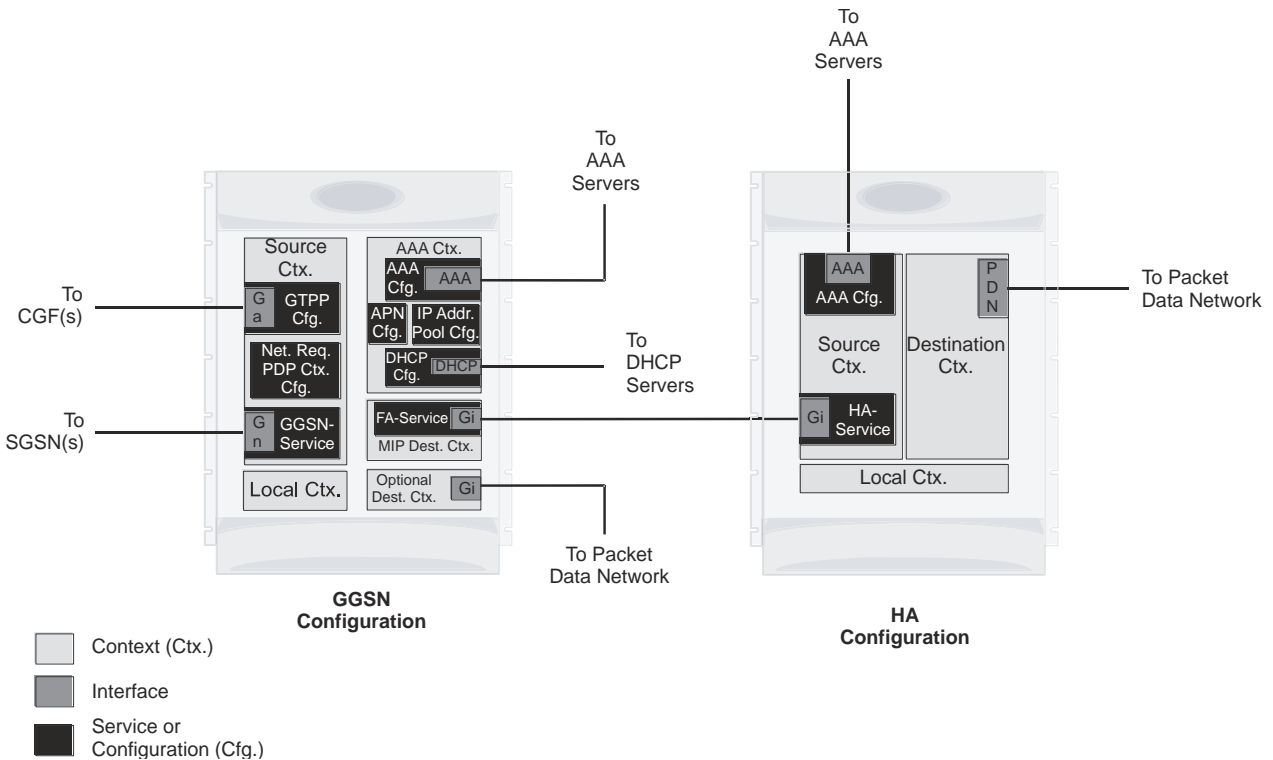 To
AAA
Servers
To
AAA
Servers
Source
Ctx.
G
a
GTPP
Cfg.
To
CGF(s)
Net. Req.
PDP Ctx.
Cfg.
G
n
GGSN-
Service
To
SGSN(s)
Local Ctx.
AAA Ctx.
AAA
Cfg.
AAA
APN
Cfg.
IP Addr.
Pool Cfg.
DHCP
Cfg.
DHCP
To
DHCP
Servers
FA-Service
Gi
MIP Dest. Ctx.
Optional
Dest. Ctx.
Gi
To Packet
Data Network
GGSN
Configuration
AAA
AAA Cfg.
Source
Ctx.
Gi
HA-
Service
P
D
N
Destination
Ctx.
To Packet
Data Network
Local Ctx.
HA
Configuration
Context (Ctx.)
Interface
Service or
Configuration (Cfg.)